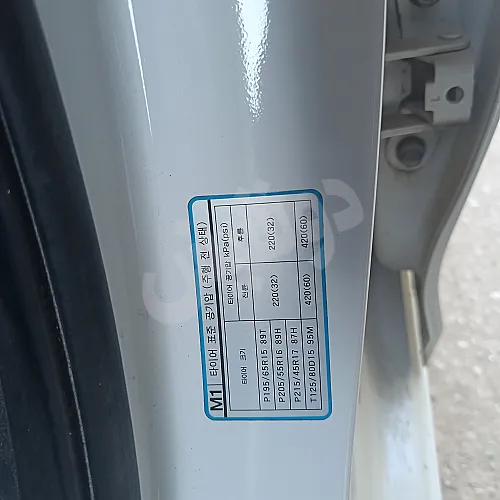 M1 타이어 표준 공기압 (주행 전 상태)
타이어 크기 타이어 공기압 kPa(psi)
전륜 후륜
P195/65R15 89T
P205/55R16 89H 220(32) 220(32)
P215/45R17 87H
T125/80D15 95M 420(60) 420(60)